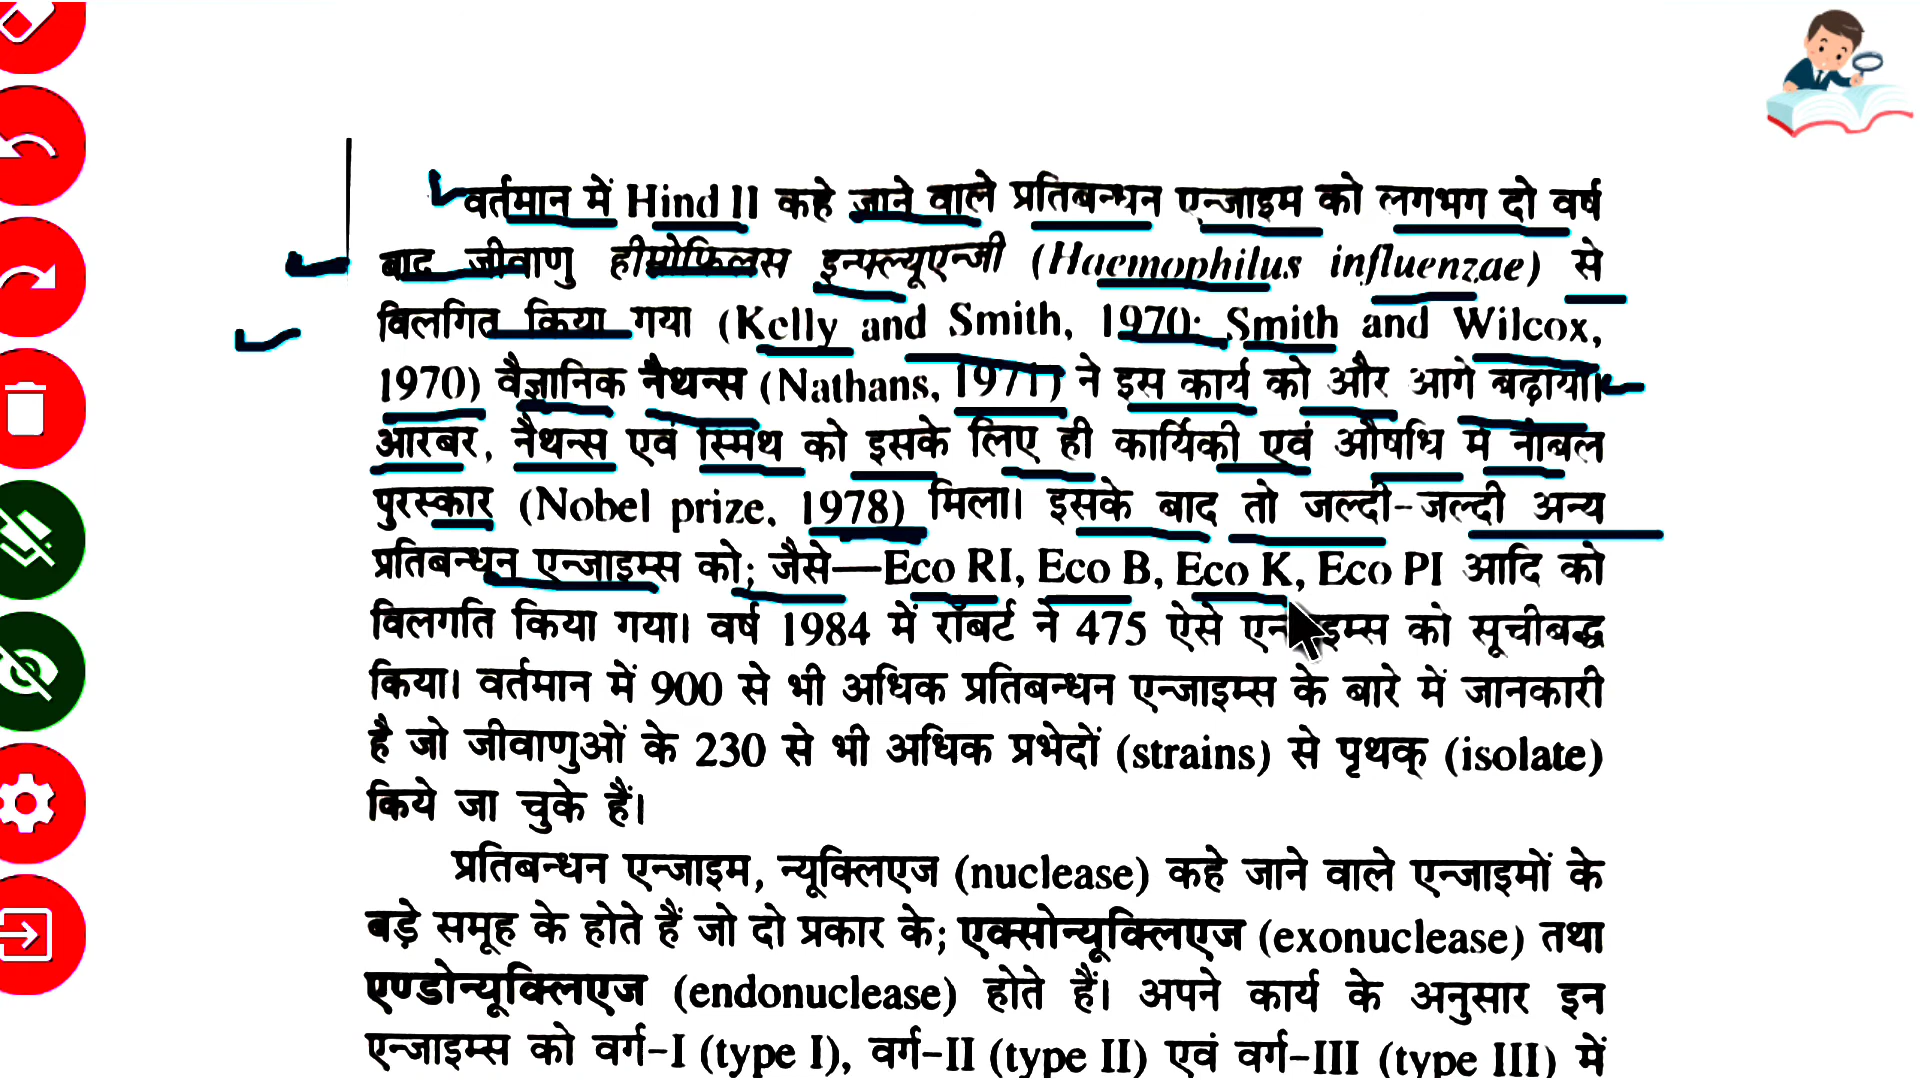 वर्तमान में Hind II कहे जाने वाले प्रतिबन्धन एन्जाइम को लगभग दो वर्ष
बाद जीवाणु हीमोफिलस इन्फ्ल्यूएन्जी (Haemophilus influenzae) से
विलगित किया गया (Kelly and Smith, 1970; Smith and Wilcox,
1970) वैज्ञानिक नैथन्स (Nathans, 1971) ने इस कार्य को और आगे बढ़ाया।
आरबर, नैथन्स एवं स्मिथ को इसके लिए ही कार्यिकी एवं औषधि में नोबल
पुरस्कार (Nobel prize, 1978) मिला। इसके बाद तो जल्दी-जल्दी अन्य
प्रतिबन्धन एन्जाइम्स को; जैसे—Eco RI, Eco B, Eco K, Eco PI आदि को
विलगति किया गया। वर्ष 1984 में रॉबर्ट ने 475 ऐसे एन्जाइम्स को सूचीबद्ध
किया। वर्तमान में 900 से भी अधिक प्रतिबन्धन एन्जाइम्स के बारे में जानकारी
है जो जीवाणुओं के 230 से भी अधिक प्रभेदों (strains) से पृथक् (isolate)
किये जा चुके हैं।
प्रतिबन्धन एन्जाइम, न्यूक्लिएज (nuclease) कहे जाने वाले एन्जाइमों के
बड़े समूह के होते हैं जो दो प्रकार के; एक्सोन्यूक्लिएज (exonuclease) तथा
एण्डोन्यूक्लिएज (endonuclease) होते हैं। अपने कार्य के अनुसार इन
एन्जाइम्स को वर्ग-I (type I), वर्ग-II (type II) एवं वर्ग-III (type III) में